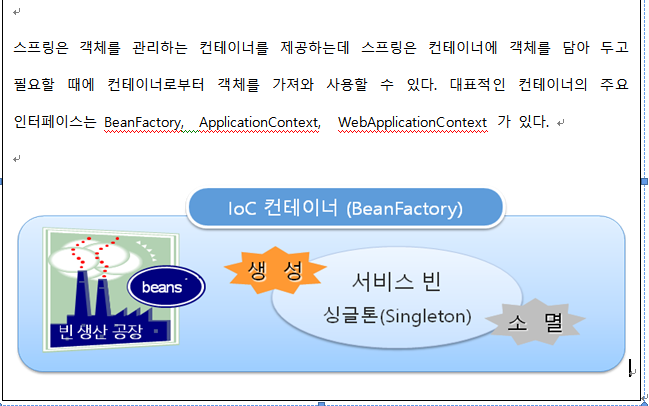 스프링은 객체를 관리하는 컨테이너를 제공하는데 스프링은 컨테이너에 객체를 담아 두고
필요할 때에 컨테이너로부터 객체를 가져와 사용할 수 있다. 대표적인 컨테이너의 주요
인터페이스는 BeanFactory, ApplicationContext, WebApplicationContext 가 있다.
IoC 컨테이너 (BeanFactory)
beans
빈 생산 공장
생 성
서비스 빈
싱글톤(Singleton)
소 멸